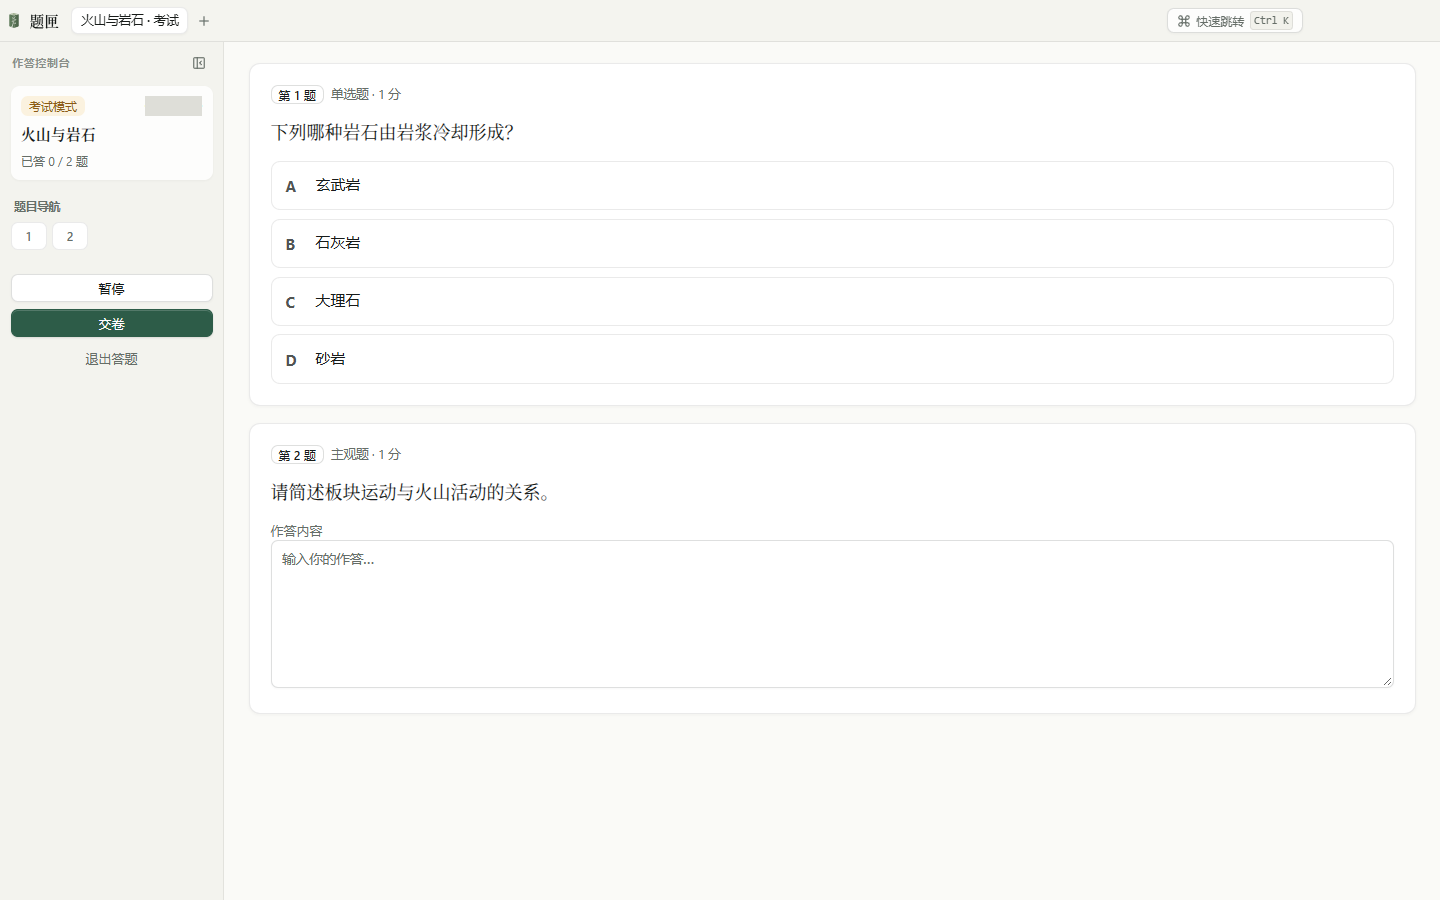 题匣
火山与岩石 · 考试
快速跳转 Ctrl K
作答控制台
考试模式
火山与岩石
已答 0 / 2 题
题目导航
1
2
暂停
交卷
退出答题
第 1 题 单选题 · 1 分
下列哪种岩石由岩浆冷却形成？
A 玄武岩
B 石灰岩
C 大理石
D 砂岩
第 2 题 主观题 · 1 分
请简述板块运动与火山活动的关系。
作答内容
输入你的作答...